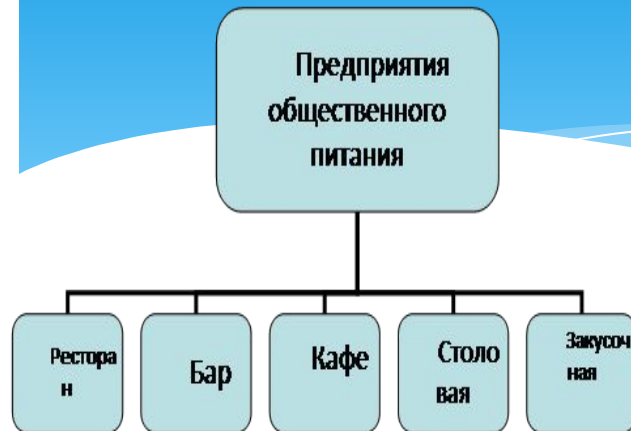 Предприятия
общественного
питания
Рестора
н
Бар
Кафе
Столо
вая
Закусоч
ная